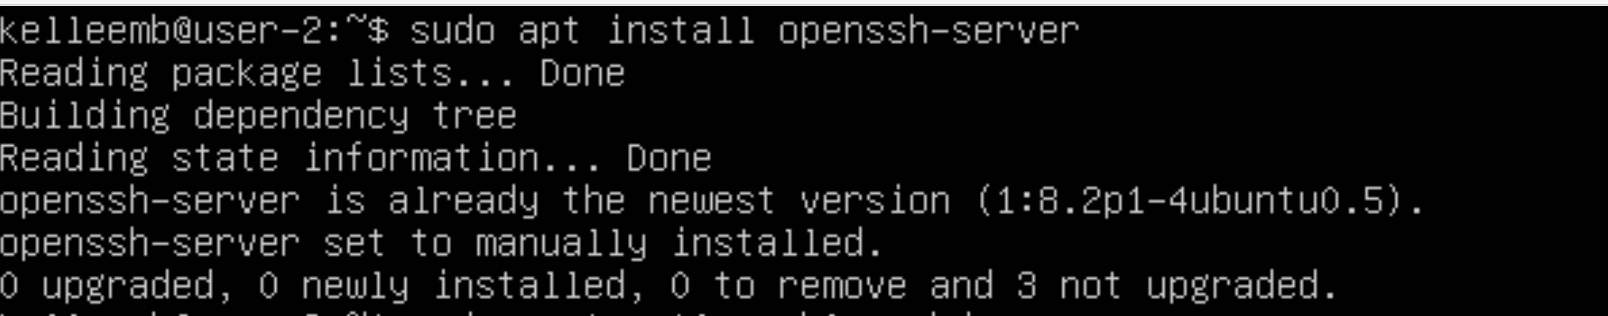 kelleemb@user-2:~$ sudo apt install openssh-server
Reading package lists... Done
Building dependency tree
Reading state information... Done
openssh-server is already the newest version (1:8.2p1-4ubuntu0.5).
openssh-server set to manually installed.
0 upgraded, 0 newly installed, 0 to remove and 3 not upgraded.